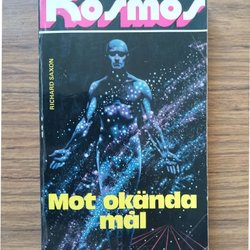 Kosmos
RICHARD SAXON
Mot okända
mål